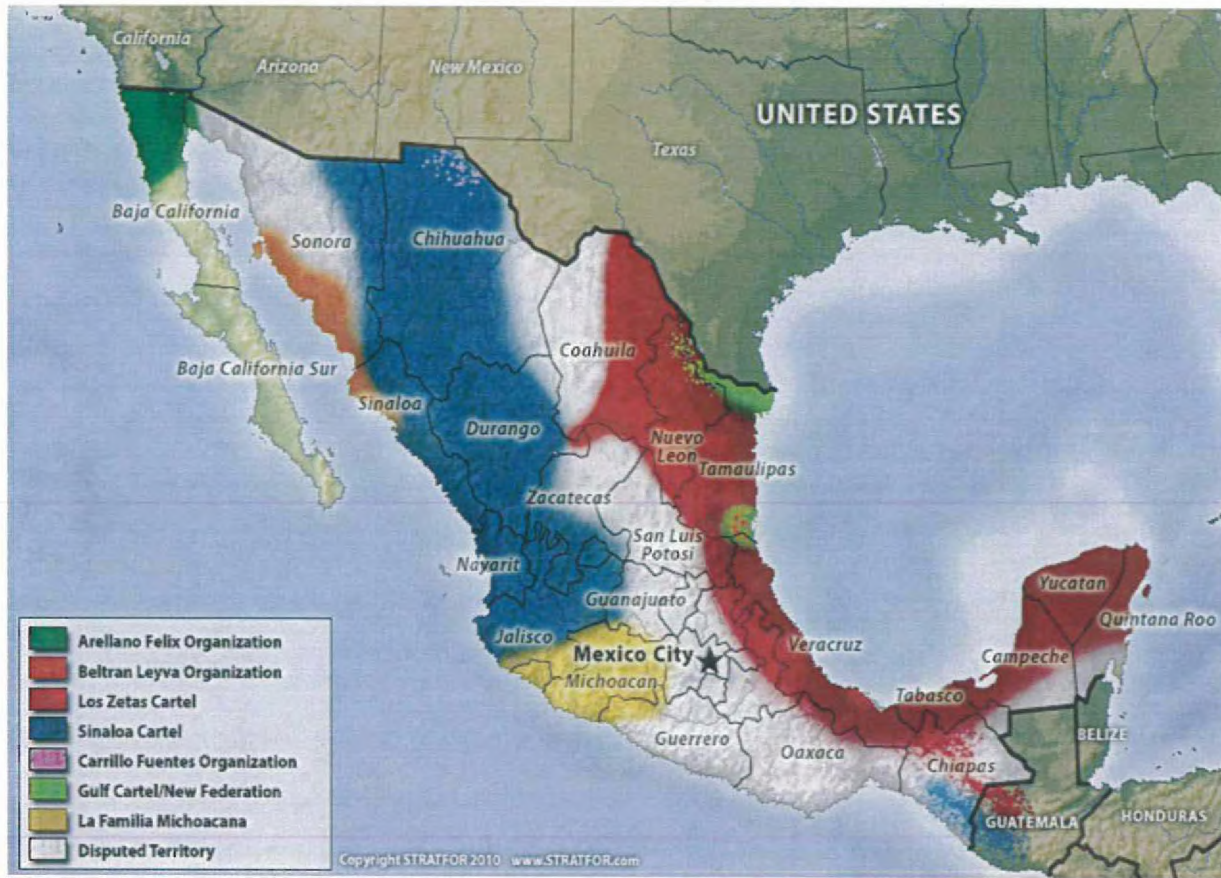 California
Arizona
New Mexico
UNITED STATES
Texas
Baja California
Sonora
Chihuahua
Coahuila
Baja California Sur
Sinaloa
Durango
Nuevo
Leon
Tamaulipas
Zacatecas
San Luis
Potosi
Nayarit
Guanajuato
Yucatan
Quintana Roo
Jalisco
Mexico City
Veracruz
Campeche
Michoacan
Tabasco
Guerrero
Oaxaca
Chiapas
BELIZE
GUATEMALA
HONDURAS
Arellano Felix Organization
Beltran Leyva Organization
Los Zetas Cartel
Sinaloa Cartel
Carrillo Fuentes Organization
Gulf Cartel/New Federation
La Familia Michoacana
Disputed Territory
Copyright STRATFOR 2010 www.STRATFOR.com